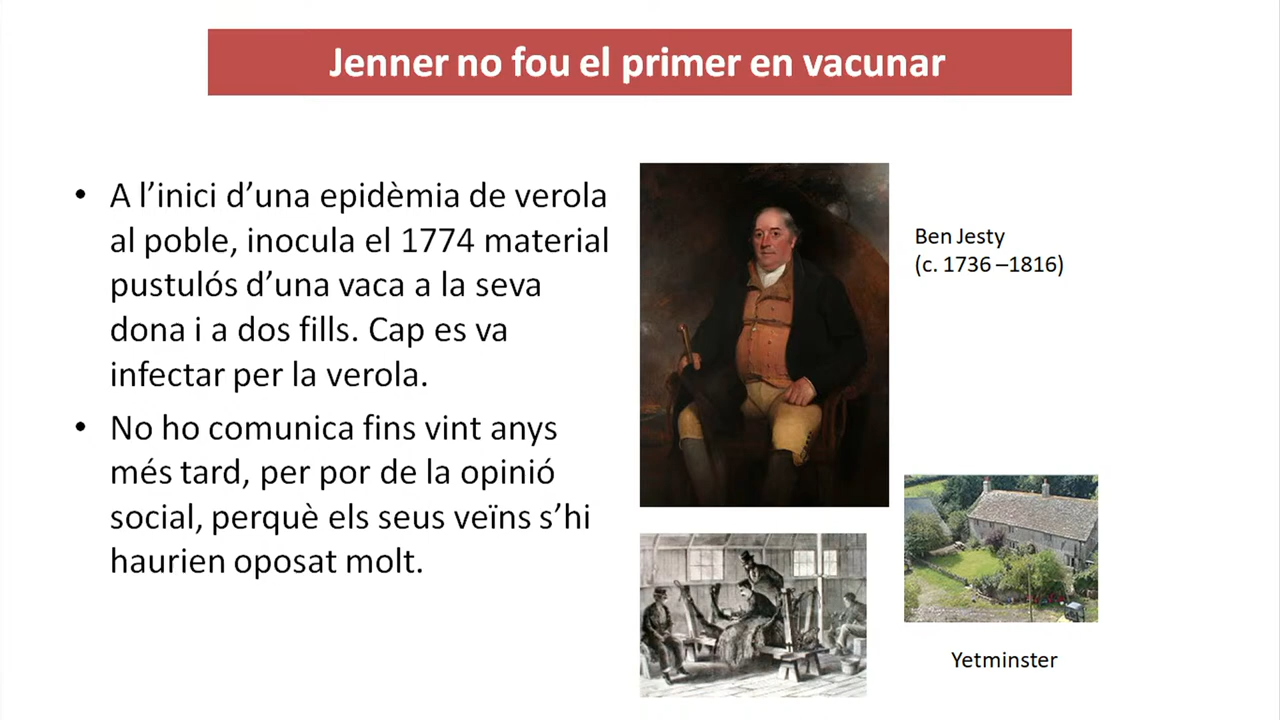 Jenner no fou el primer en vacunar
• A l’inici d’una epidèmia de verola
al poble, inocula el 1774 material
pustulós d’una vaca a la seva
dona i a dos fills. Cap es va
infectar per la verola.
• No ho comunica fins vint anys
més tard, per por de la opinió
social, perquè els seus veïns s’hi
haurien oposat molt.
Ben Jesty
(c. 1736 –1816)
Yetminster